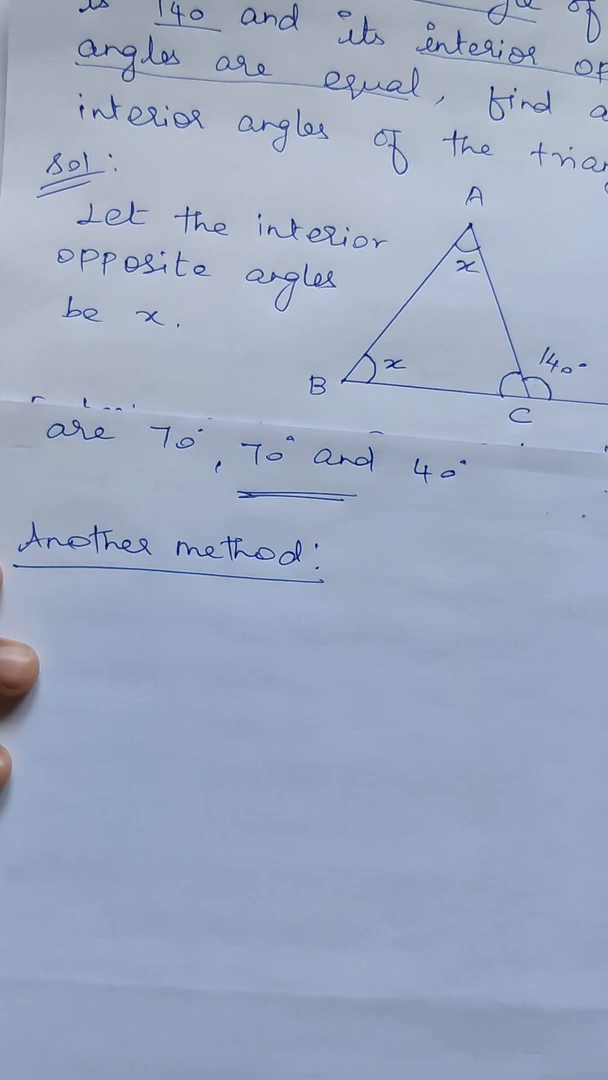 is 140 and its interior
angles are equal, find
interior angles of the
Sol:
Let the interior
opposite angles
be x.
A
x
B
x
140°
C
are 70°, 70° and 40°
Another method: